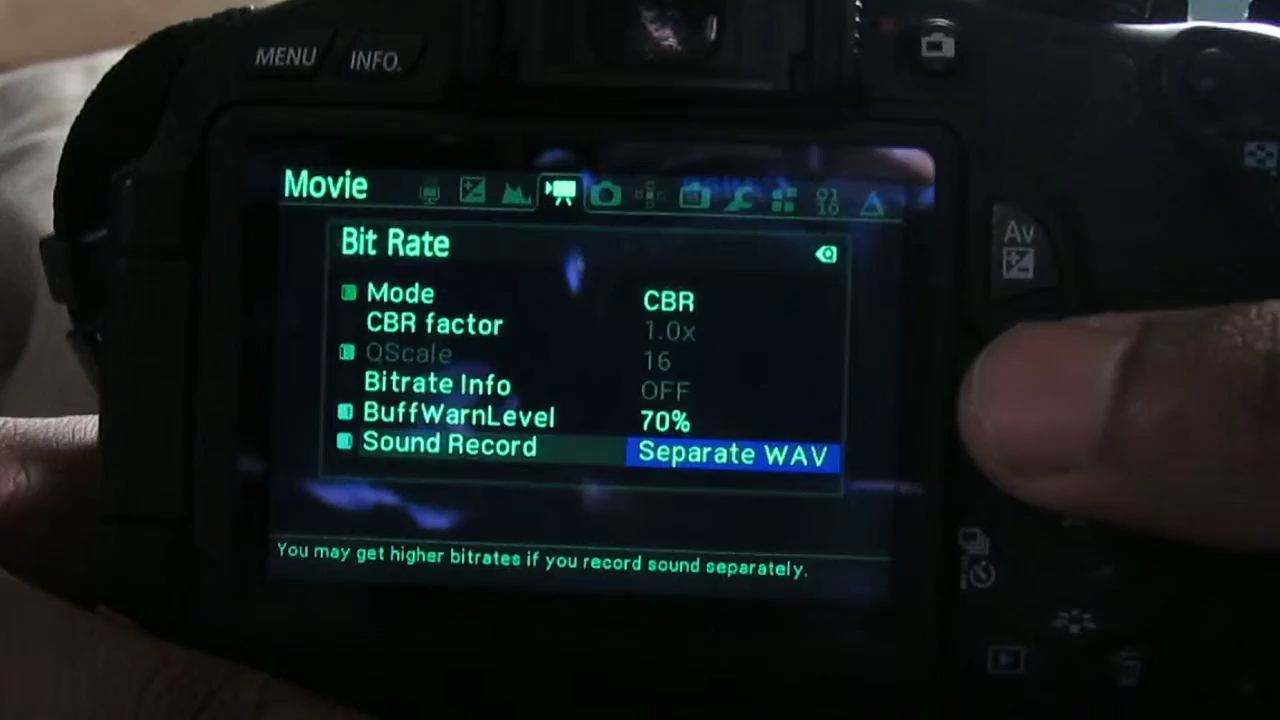 MENU INFO.
Movie
Bit Rate
Mode CBR
CBR factor 1.0x
QScale 16
Bitrate Info OFF
BuffWarnLevel 70%
Sound Record Separate WAV
You may get higher bitrates if you record sound separately.
Av